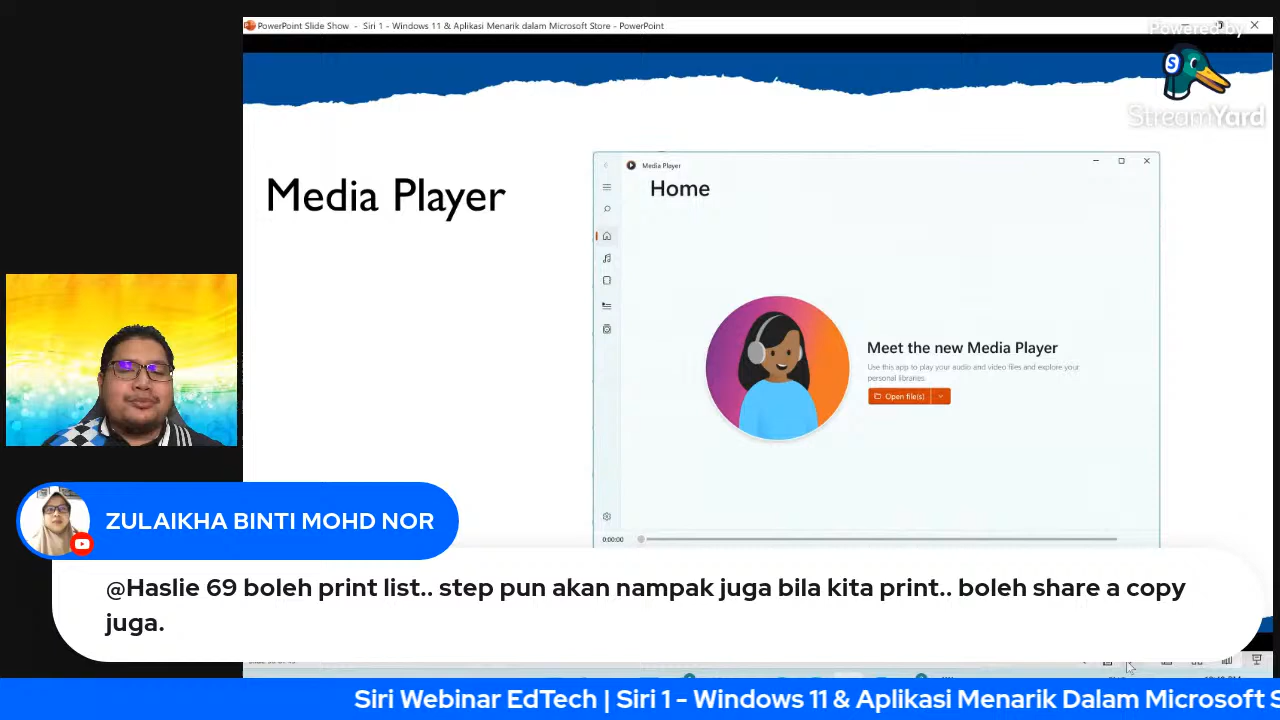 PowerPoint Slide Show - Siri 1 - Windows 11 & Aplikasi Menarik dalam Microsoft Store - PowerPoint
Powered by
StreamYard
Media Player
Media Player
Home
Meet the new Media Player
Use this app to play your audio and video files and explore your
personal libraries.
Open file(s)
0:00:00
ZULAIKHA BINTI MOHD NOR
@Haslie 69 boleh print list.. step pun akan nampak juga bila kita print.. boleh share a copy
juga.
Siri Webinar EdTech | Siri 1 - Windows 11 & Aplikasi Menarik Dalam Microsoft S